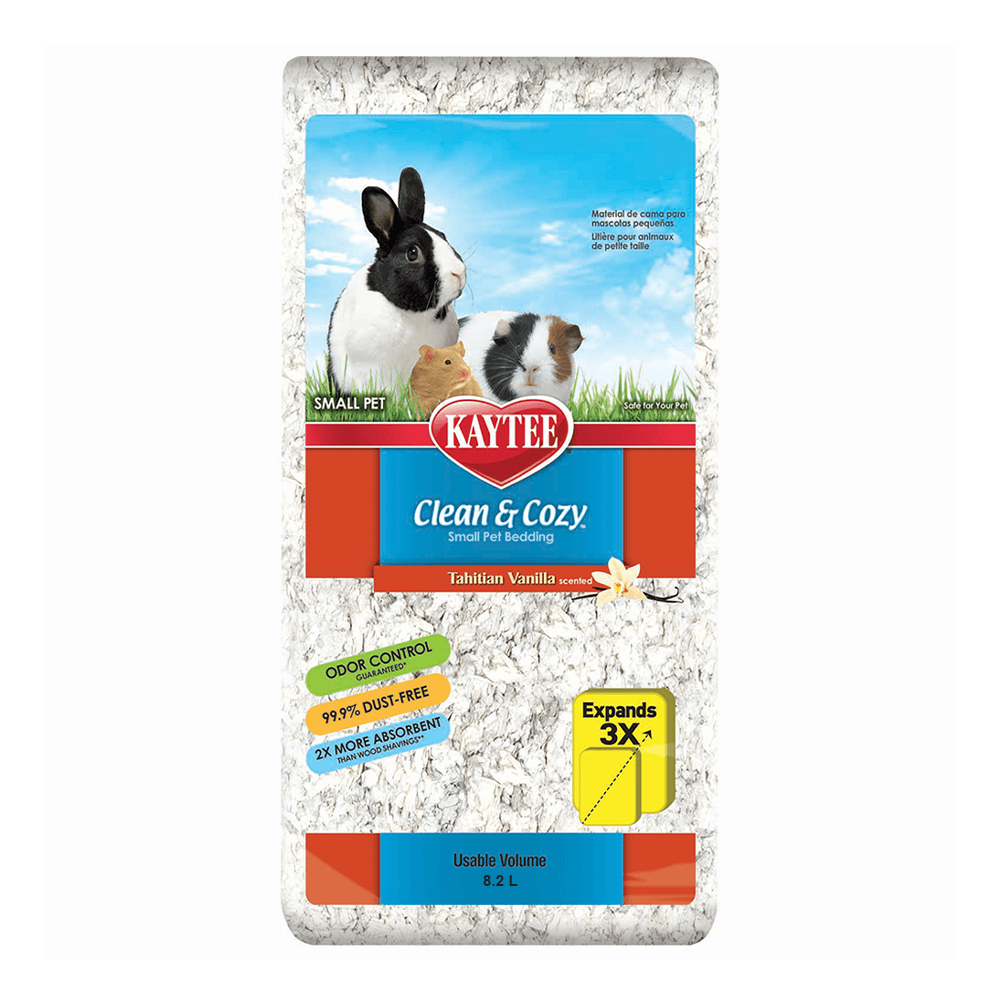 Material de cama para
mascotas pequeñas
Litière pour animaux
de petite taille
SMALL PET
Safe for Your Pet
KAYTEE
Clean & Cozy™
Small Pet Bedding
Tahitian Vanilla scented
ODOR CONTROL
GUARANTEED*
99.9% DUST-FREE
2X MORE ABSORBENT
THAN WOOD SHAVINGS**
Expands
3X
Usable Volume
8.2 L